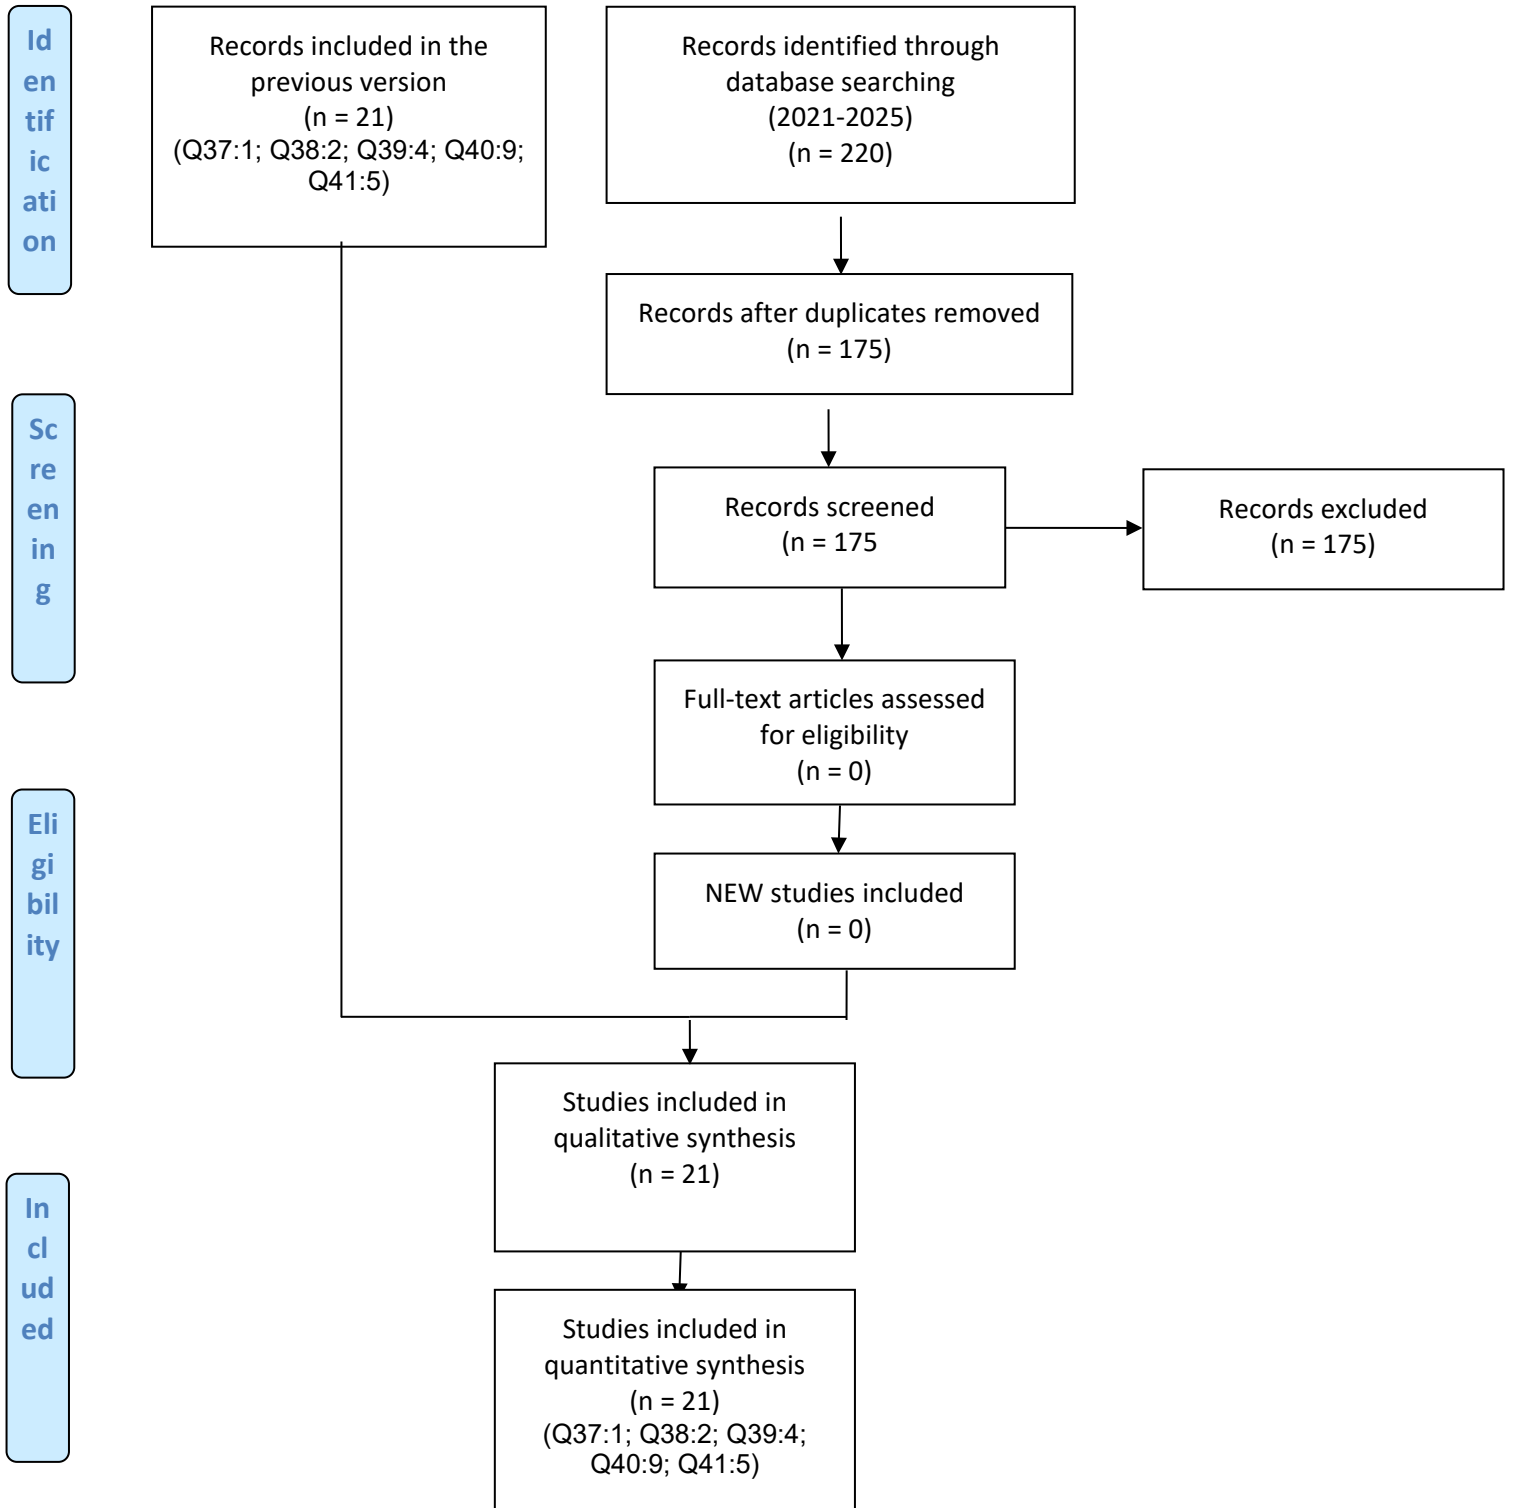 Id
en
tif
ic
ati
on
Records included in the
previous version
(n = 21)
(Q37:1; Q38:2; Q39:4; Q40:9;
Q41:5)
Records identified through
database searching
(2021-2025)
(n = 220)
Records after duplicates removed
(n = 175)
Sc
re
en
in
g
Records screened
(n = 175
Records excluded
(n = 175)
Full-text articles assessed
for eligibility
(n = 0)
Eli
gi
bil
ity
NEW studies included
(n = 0)
Studies included in
qualitative synthesis
(n = 21)
In
cl
ud
ed
Studies included in
quantitative synthesis
(n = 21)
(Q37:1; Q38:2; Q39:4;
Q40:9; Q41:5)